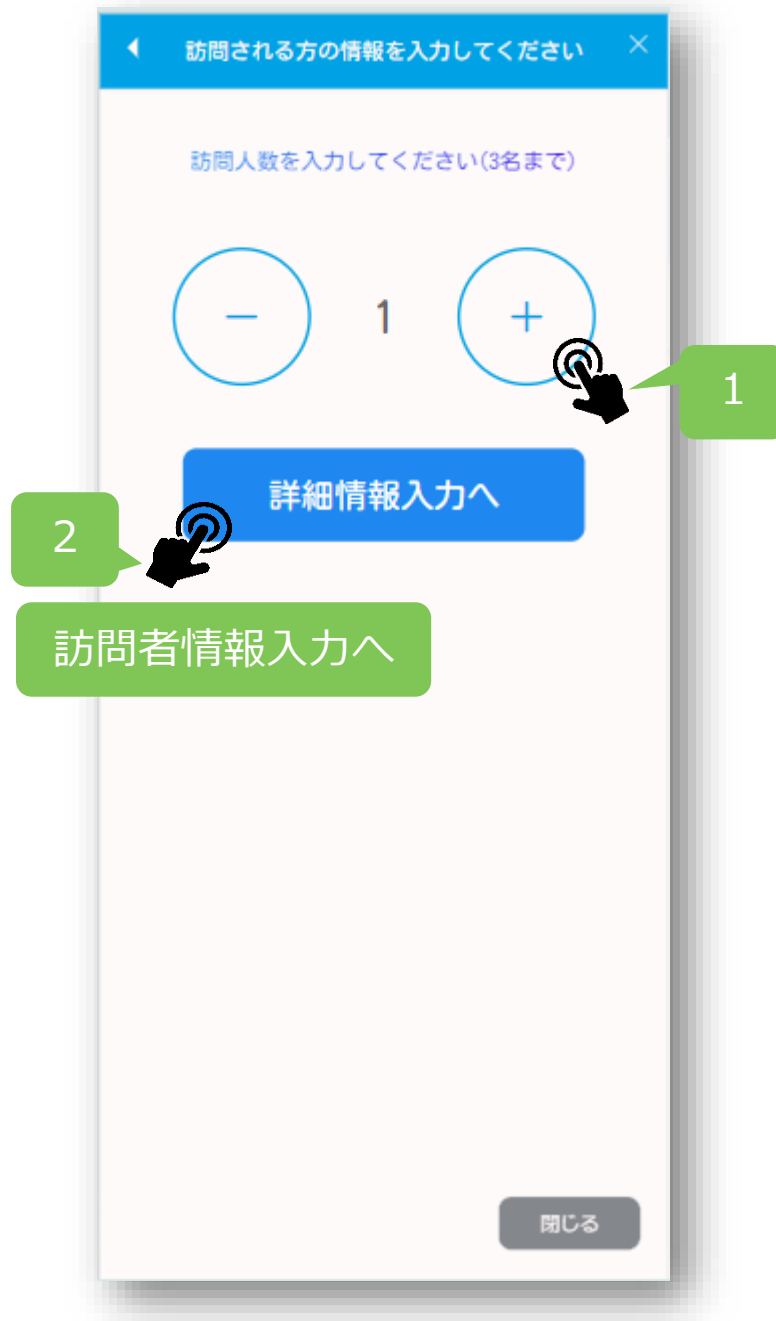 訪問される方の情報を入力してください
訪問人数を入力してください(3名まで)
1
1
詳細情報入力へ
2
訪問者情報入力へ
閉じる